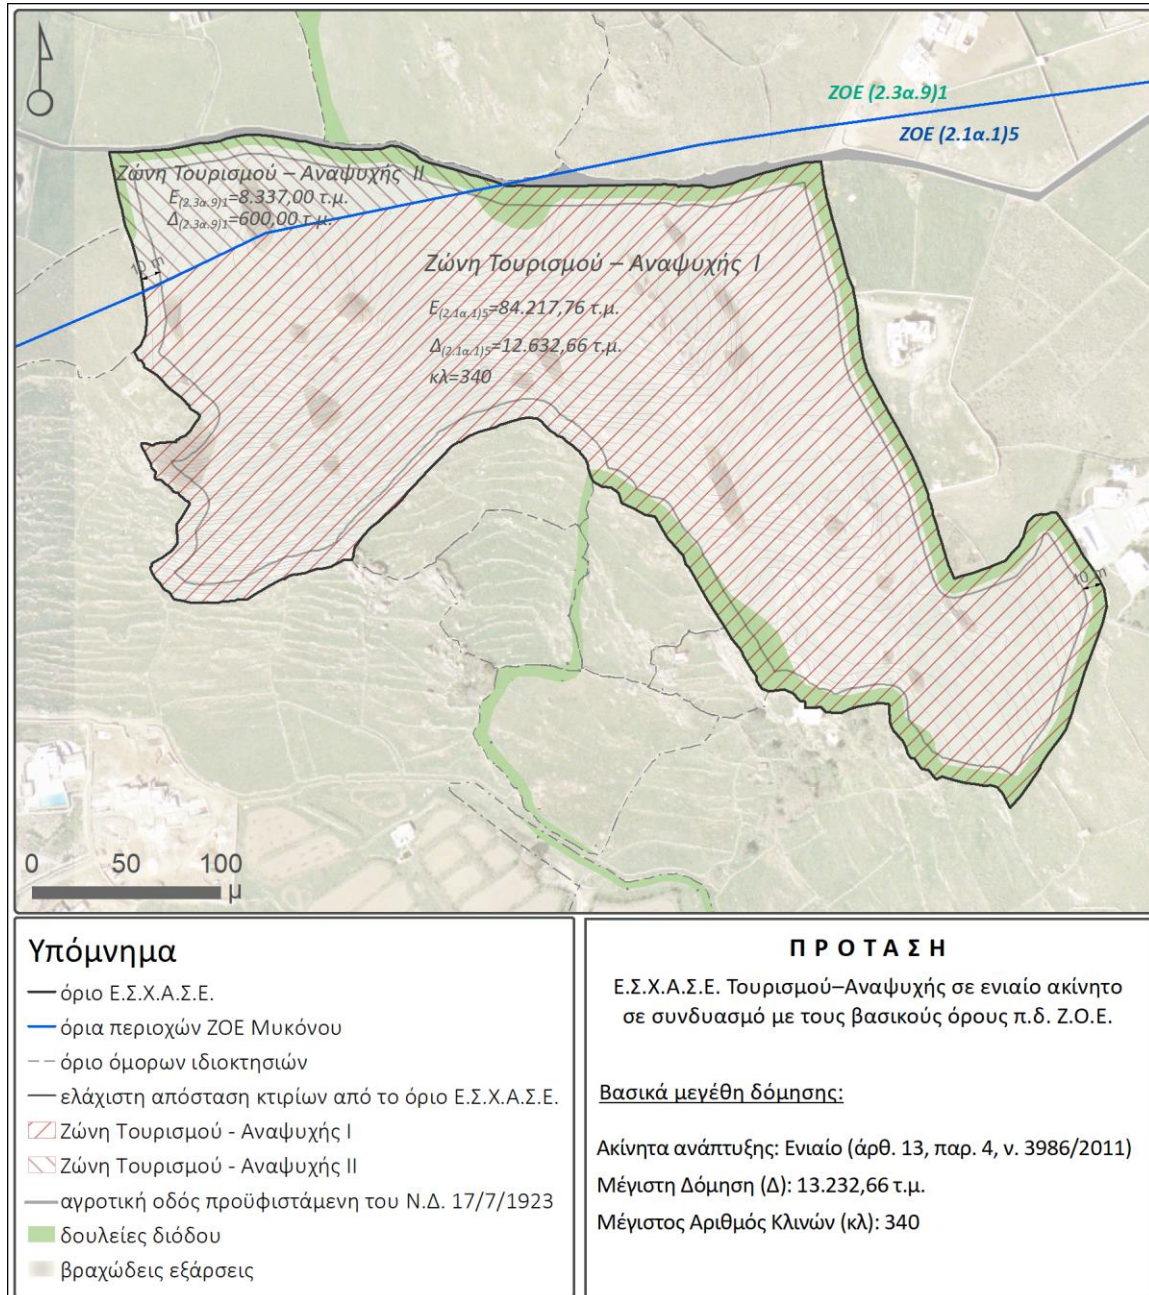 ΖΟΕ (2.3α.9)1
ΖΟΕ (2.1α.1)5
Ζώνη Τουρισμού – Αναψυχής II
Ε(2.3α.9)1=8.337,00 τ.μ.
Δ(2.3α.9)1=600,00 τ.μ.
10 m
Ζώνη Τουρισμού – Αναψυχής I
Ε(2.1α.1)5=84.217,76 τ.μ.
Δ(2.1α.1)5=12.632,66 τ.μ.
κλ=340
10 m
0 50 100
μ
Υπόμνημα
όριο Ε.Σ.Χ.Α.Σ.Ε.
όρια περιοχών ΖΟΕ Μυκόνου
όριο όμορων ιδιοκτησιών
ελάχιστη απόσταση κτιρίων από το όριο Ε.Σ.Χ.Α.Σ.Ε.
Ζώνη Τουρισμού - Αναψυχής I
Ζώνη Τουρισμού - Αναψυχής II
αγροτική οδός προϋφιστάμενη του Ν.Δ. 17/7/1923
δουλείες διόδου
βραχώδεις εξάρσεις
Π Ρ Ο Τ Α Σ Η
Ε.Σ.Χ.Α.Σ.Ε. Τουρισμού–Αναψυχής σε ενιαίο ακίνητο
σε συνδυασμό με τους βασικούς όρους π.δ. Ζ.Ο.Ε.
Βασικά μεγέθη δόμησης:
Ακίνητα ανάπτυξης: Ενιαίο (άρθ. 13, παρ. 4, ν. 3986/2011)
Μέγιστη Δόμηση (Δ): 13.232,66 τ.μ.
Μέγιστος Αριθμός Κλινών (κλ): 340